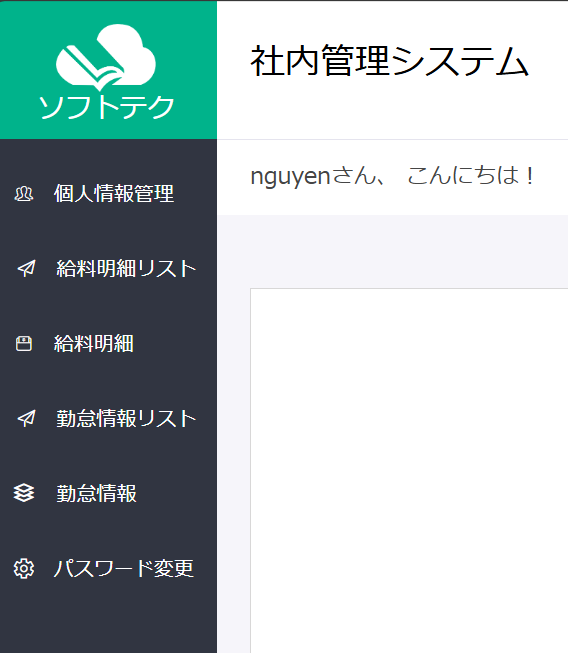 ソフトテク
社内管理システム
nguyenさん、 こんにちは！
個人情報管理
給料明細リスト
給料明細
勤怠情報リスト
勤怠情報
パスワード変更